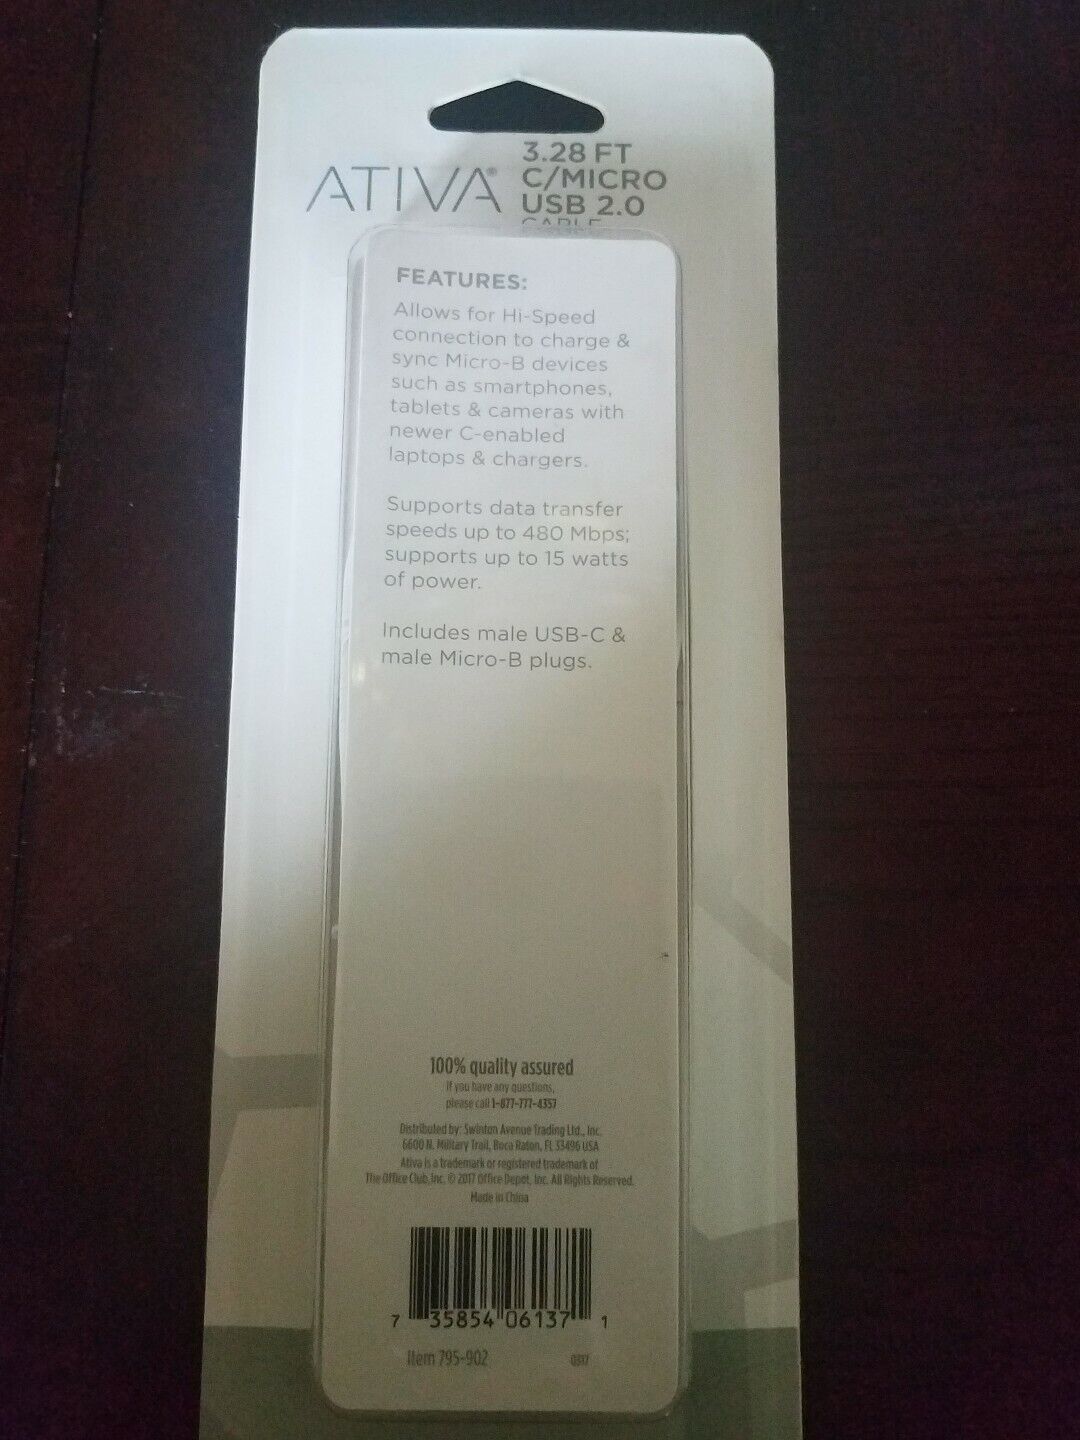 ATIVA®
3.28 FT
C/MICRO
USB 2.0
CABLE
FEATURES:
Allows for Hi-Speed
connection to charge &
sync Micro-B devices
such as smartphones,
tablets & cameras with
newer C-enabled
laptops & chargers.
Supports data transfer
speeds up to 480 Mbps;
supports up to 15 watts
of power.
Includes male USB-C &
male Micro-B plugs.
100% quality assured
If you have any questions,
please call 1-877-777-4357
Distributed by: Swinton Avenue Trading Ltd., Inc.
6600 N. Military Trail, Boca Raton, FL 33496 USA
Ativa is a trademark or registered trademark of
The Office Club, Inc. © 2017 Office Depot, Inc. All Rights Reserved.
Made in China
7 35854 06137 1
Item 795-902 0317